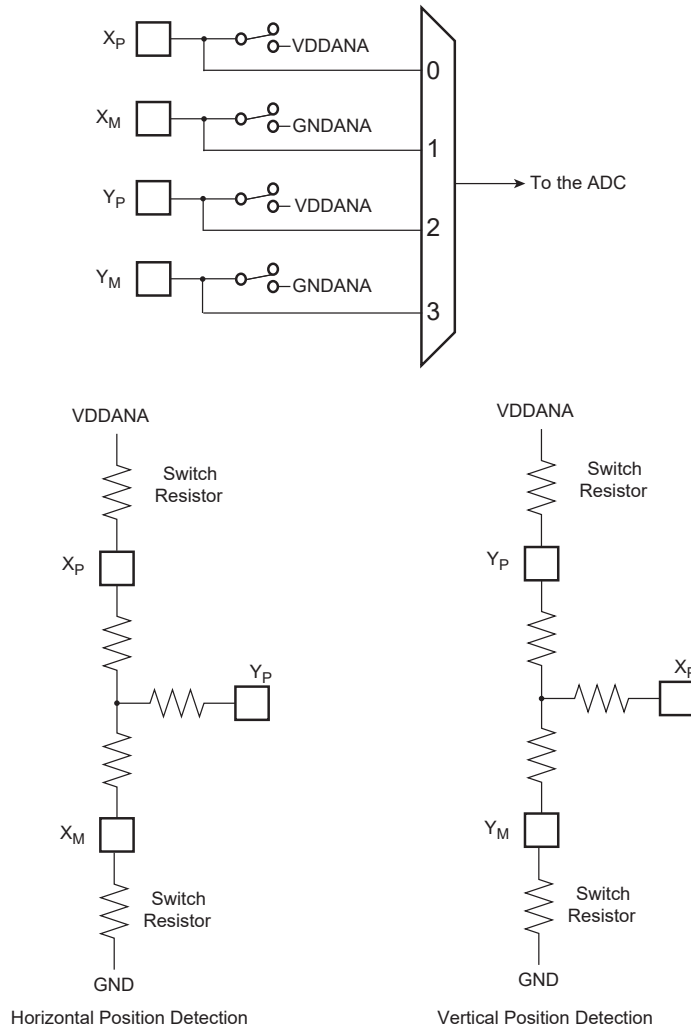 XP
VDDANA
0
XM
GNDANA
1
To the ADC
YP
VDDANA
2
YM
GNDANA
3
VDDANA
Switch
Resistor
XP
YP
XM
Switch
Resistor
GND
Horizontal Position Detection
VDDANA
Switch
Resistor
YP
XP
YM
Switch
Resistor
GND
Vertical Position Detection